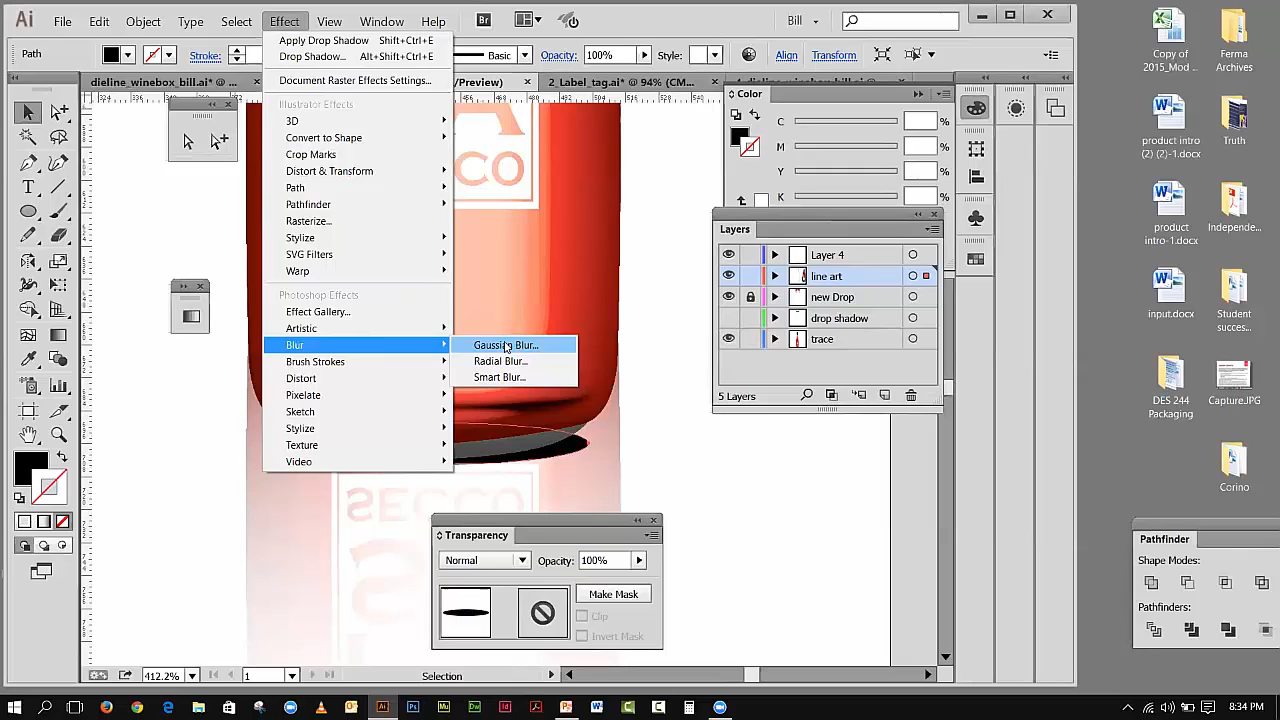 Ai File Edit Object Type Select Effect View Window Help Br Bill
Path Stroke: Basic Opacity: 100% Style: Align Transform
dieline_winebox_bill.ai* @
/Preview)
2_Label_tag.ai* @ 94% (CM...
Apply Drop Shadow Shift+Ctrl+E
Drop Shadow... Alt+Shift+Ctrl+E
Document Raster Effects Settings...
Illustrator Effects
3D
Convert to Shape
Crop Marks
Distort & Transform
Path
Pathfinder
Rasterize...
Stylize
SVG Filters
Warp
Photoshop Effects
Effect Gallery...
Artistic
Blur
Brush Strokes
Distort
Pixelate
Sketch
Stylize
Texture
Video
Gaussian Blur...
Radial Blur...
Smart Blur...
Color
C %
M %
Y %
K %
Layers
Layer 4
line art
new Drop
drop shadow
trace
5 Layers
Transparency
Normal Opacity: 100%
Make Mask
Clip
Invert Mask
412.2% 1 Selection
Copy of
2015_Mod ...
Ferma
Archives
product intro
(2) (2)-1.docx
Truth
product
intro-1.docx
Independe...
input.docx
Student
succes...
DES 244
Packaging
Capture.JPG
Corino
Pathfinder
Shape Modes:
Pathfinders:
8:34 PM